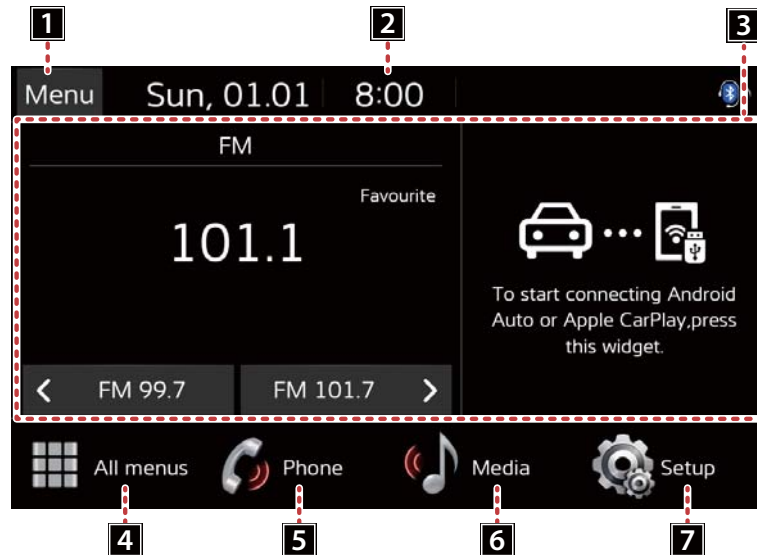 1 2 3
Menu Sun, 01.01 8:00
FM
Favourite
101.1
To start connecting Android
Auto or Apple CarPlay,press
this widget.
FM 99.7 FM 101.7
All menus Phone Media Setup
4 5 6 7